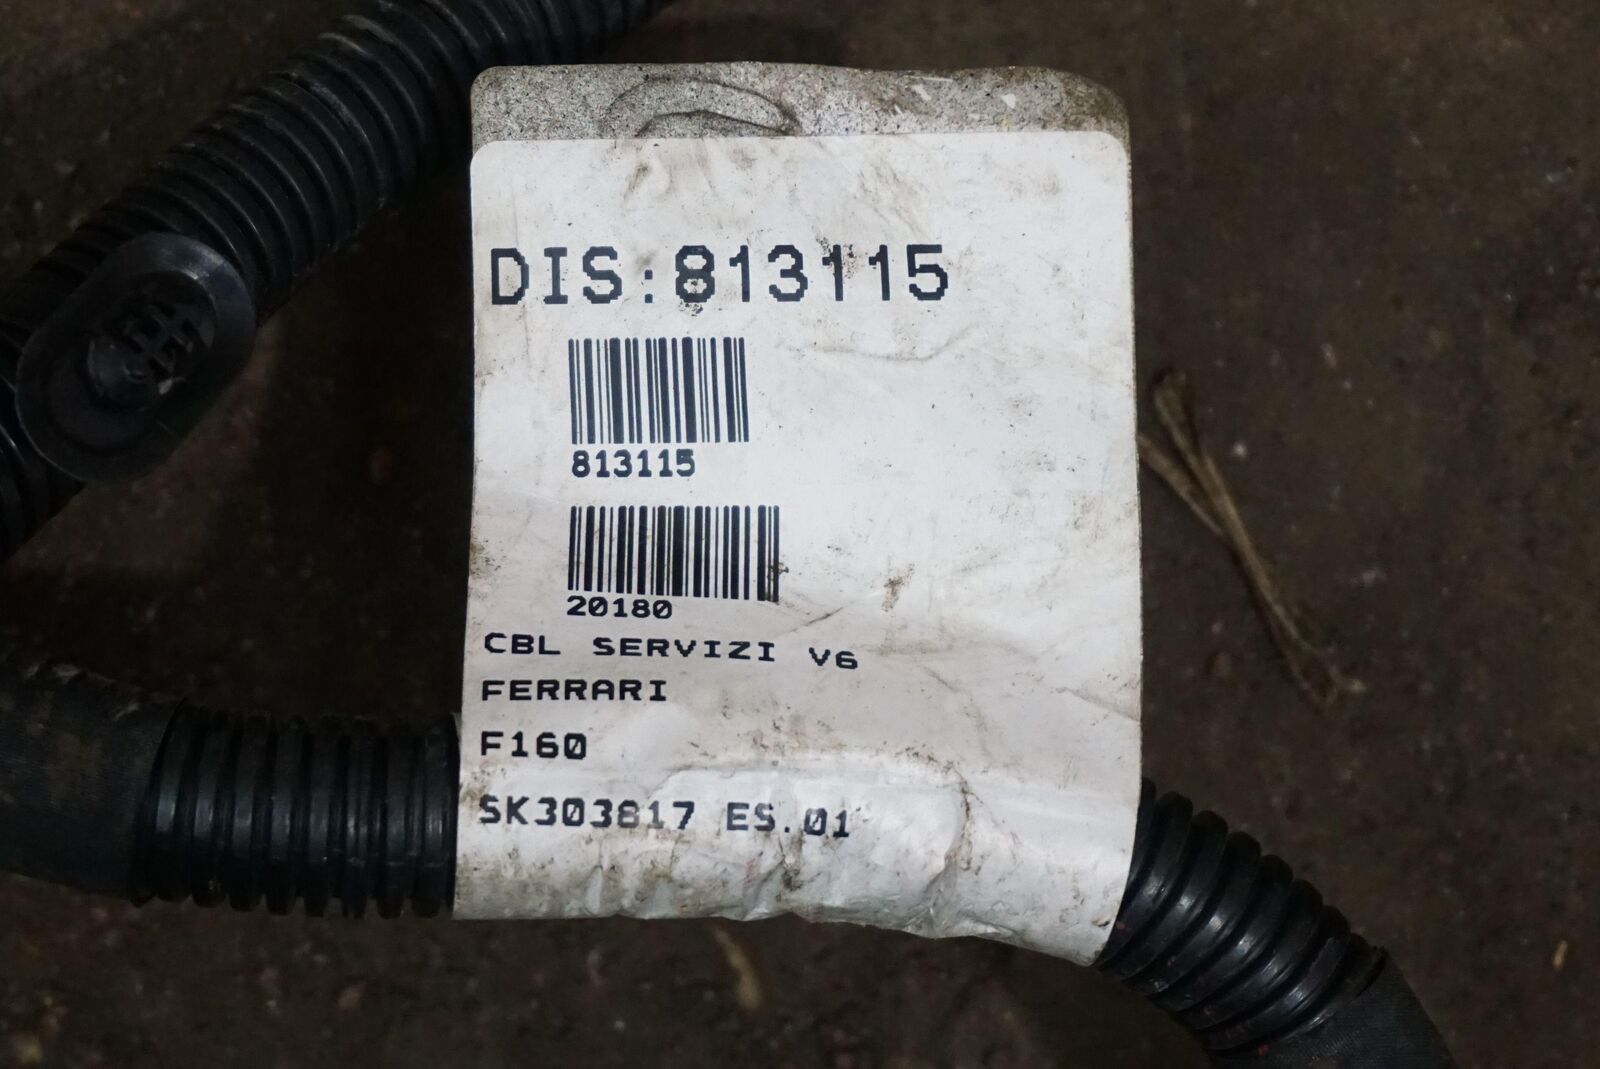 DIS:813115
813115
20180
CBL SERVIZI V6
FERRARI
F160
SK303817 ES.01